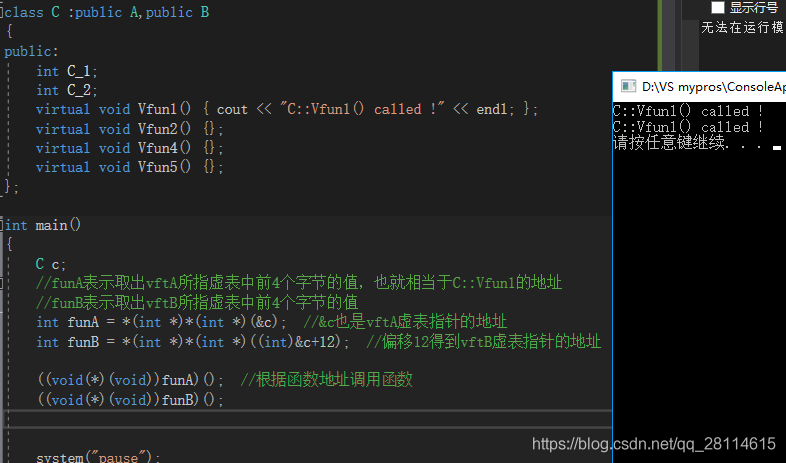 class C :public A,public B
{
public:
int C_1;
int C_2;
virtual void Vfun1() { cout << "C::Vfun1() called !" << endl; };
virtual void Vfun2() {};
virtual void Vfun4() {};
virtual void Vfun5() {};
};
int main()
{
C c;
//funA表示取出vftA所指虚表中前4个字节的值，也就相当于C::Vfun1的地址
//funB表示取出vftB所指虚表中前4个字节的值
int funA = *(int *)*(int *)(&c);  //&c也是vftA虚表指针的地址
int funB = *(int *)*(int *)((int)&c+12);  //偏移12得到vftB虚表指针的地址
((void(*)(void))funA)();  //根据函数地址调用函数
((void(*)(void))funB)();
system("pause");
显示行号
无法在运行模
D:\VS mypros\ConsoleAp
C::Vfun1() called !
C::Vfun1() called !
请按任意键继续. . .
https://blog.csdn.net/qq_28114615